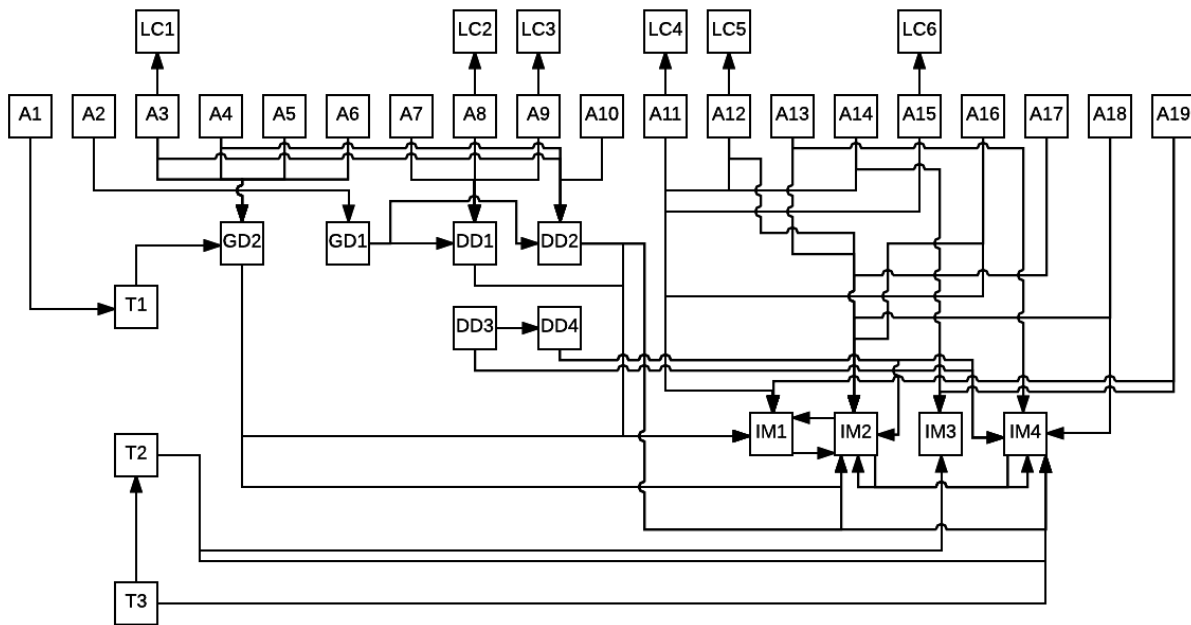 LC1 LC2 LC3 LC4 LC5 LC6
A1 A2 A3 A4 A5 A6 A7 A8 A9 A10 A11 A12 A13 A14 A15 A16 A17 A18 A19
GD2 GD1 DD1 DD2
T1
DD3 DD4
IM1 IM2 IM3 IM4
T2
T3